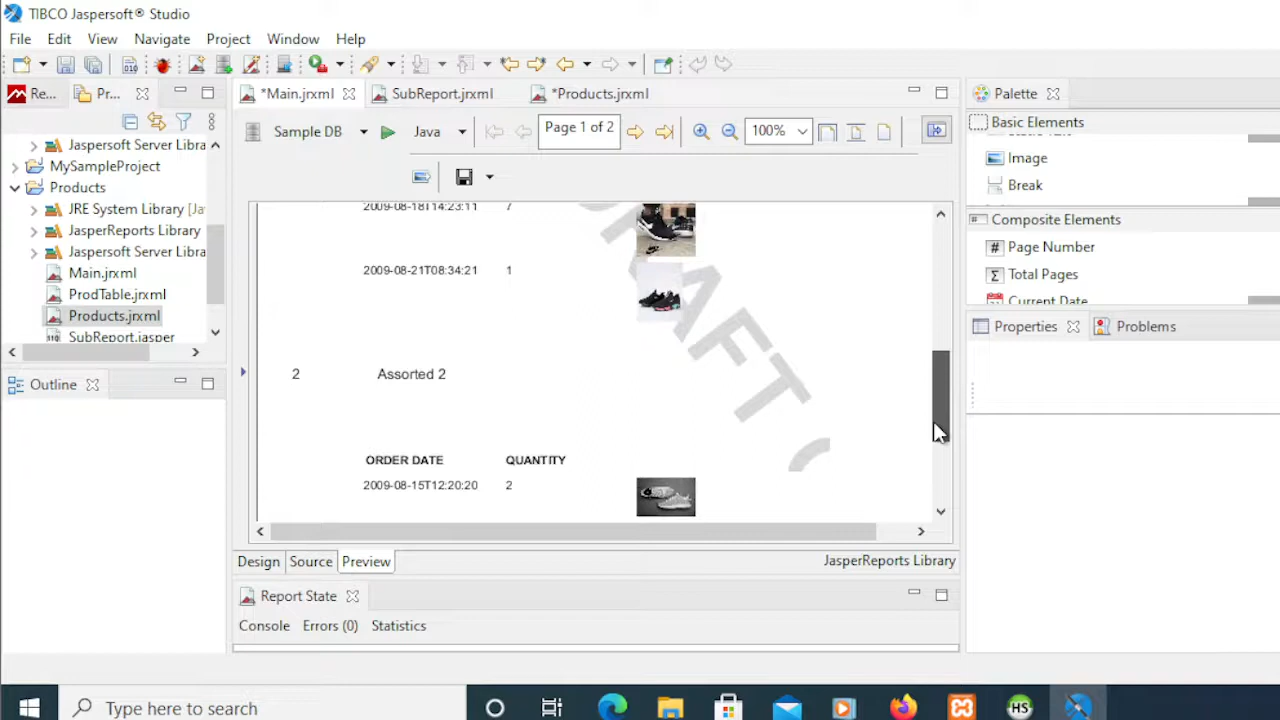 TIBCO Jaspersoft® Studio
File Edit View Navigate Project Window Help
Re... Pr... *Main.jrxml SubReport.jrxml *Products.jrxml Palette
Sample DB Java Page 1 of 2 100% Basic Elements
Image
Break
Composite Elements
Page Number
Total Pages
Current Date
Jaspersoft Server Libra
MySampleProject
Products
JRE System Library [Ja
JasperReports Library
Jaspersoft Server Libra
Main.jrxml
ProdTable.jrxml
Products.jrxml
SubReport.jasper
Outline
2009-08-18T14:23:11 7
2009-08-21T08:34:21 1
2 Assorted 2
ORDER DATE QUANTITY
2009-08-15T12:20:20 2
Properties Problems
Design Source Preview JasperReports Library
Report State
Console Errors (0) Statistics
Type here to search
HS